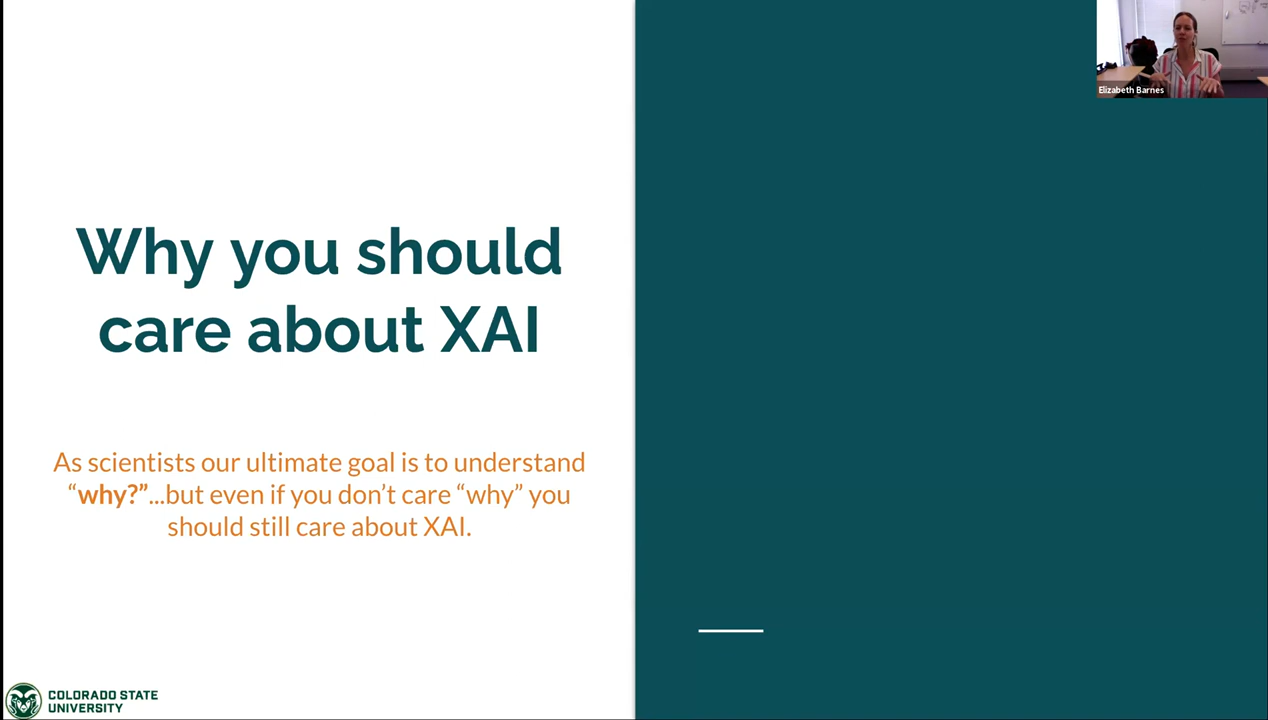 Elizabeth Barnes
Why you should
care about XAI
As scientists our ultimate goal is to understand
“why?”...but even if you don’t care “why” you
should still care about XAI.
COLORADO STATE
UNIVERSITY